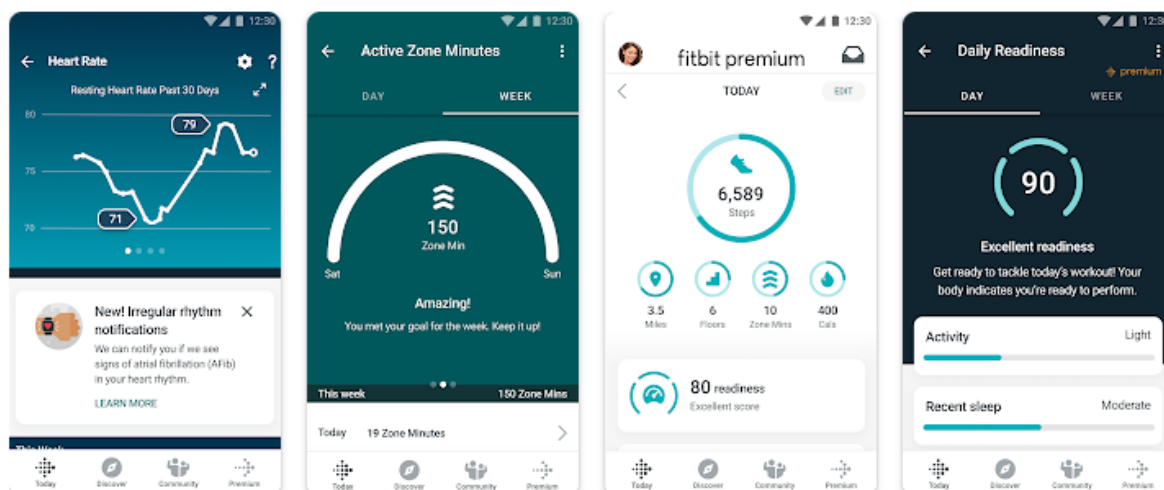 12:30
Heart Rate
?
Resting Heart Rate Past 30 Days
80
79
75
71
70
New! Irregular rhythm
notifications
We can notify you if we see
signs of atrial fibrillation (AFib)
in your heart rhythm.
LEARN MORE
This Week
Today Discover Community Premium
12:30
Active Zone Minutes
DAY WEEK
150
Zone Min
Sat Sun
Amazing!
You met your goal for the week. Keep it up!
This week 150 Zone Mins
Today 19 Zone Minutes
Today Discover Community Premium
12:30
fitbit premium
TODAY EDIT
6,589
Steps
3.5 6 10 400
Miles Floors Zone Mins Cals
80 readiness
Excellent score
Today Discover Community Premium
12:30
Daily Readiness
premium
DAY WEEK
90
Excellent readiness
Get ready to tackle today's workout! Your
body indicates you're ready to perform.
Activity Light
Recent sleep Moderate
Today Discover Community Premium